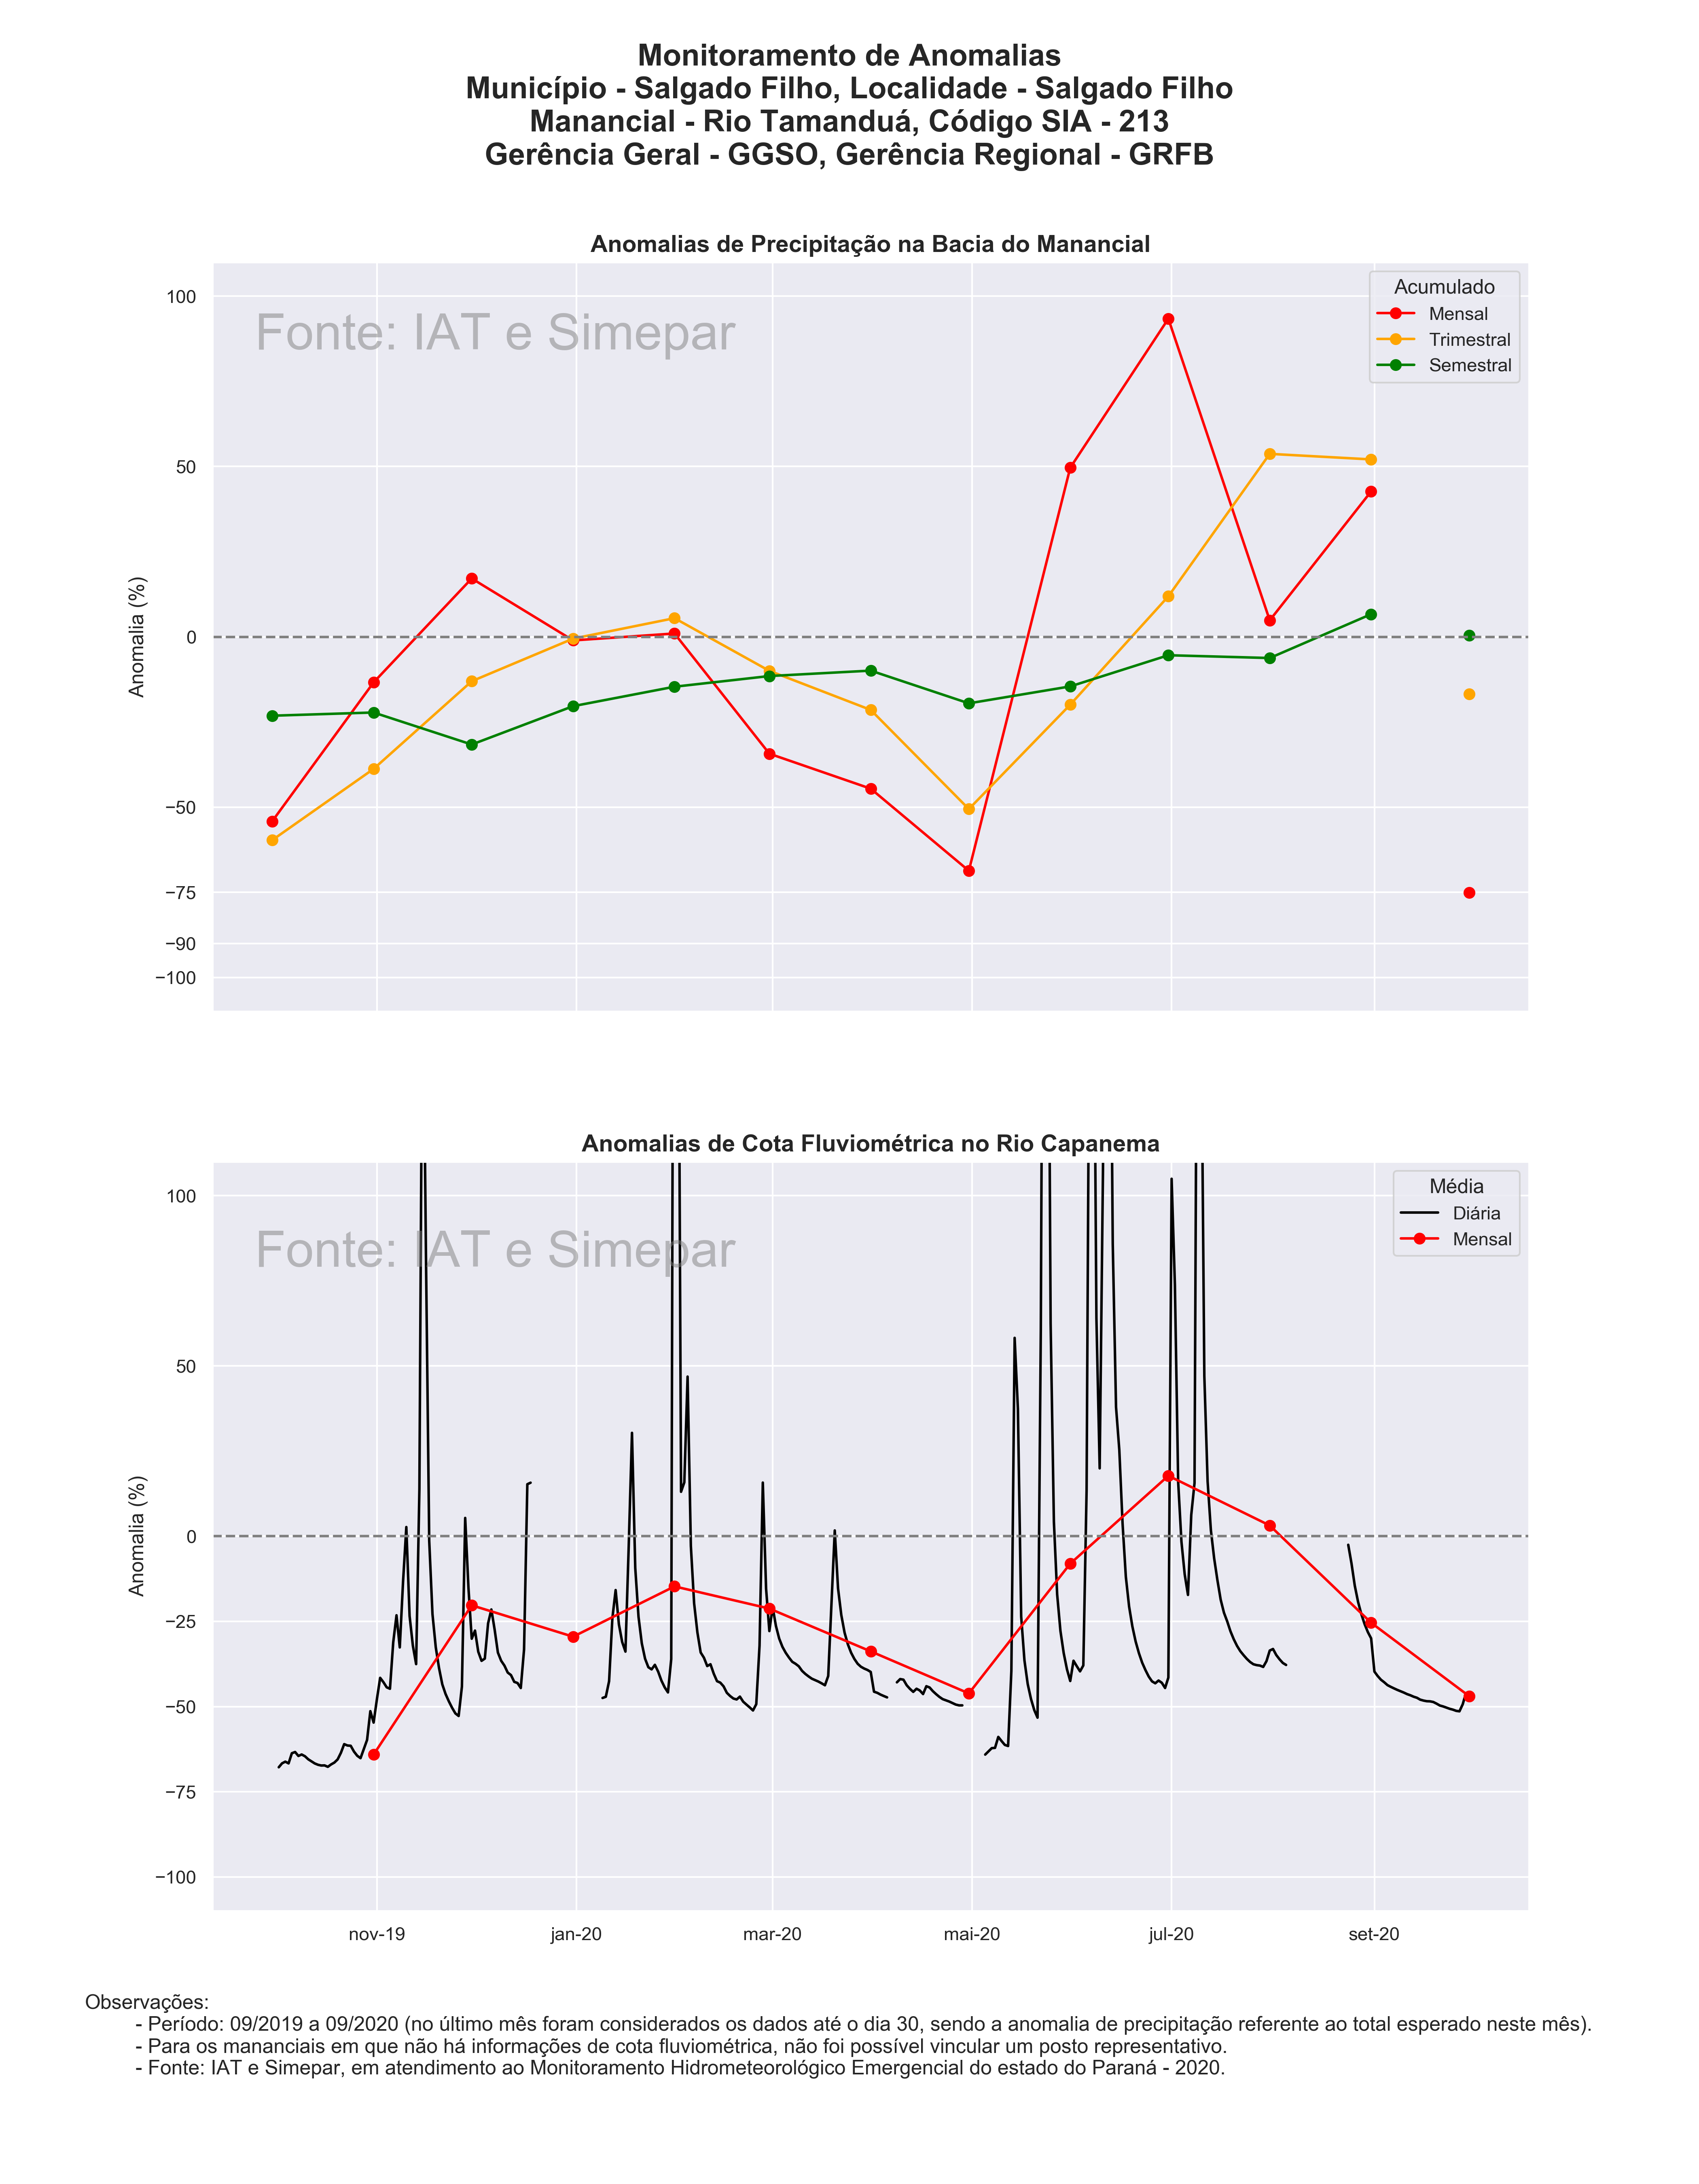 Monitoramento de Anomalias
Município - Salgado Filho, Localidade - Salgado Filho
Manancial - Rio Tamanduá, Código SIA - 213
Gerência Geral - GGSO, Gerência Regional - GRFB
Anomalias de Precipitação na Bacia do Manancial
Fonte: IAT e Simepar
Acumulado
Mensal
Trimestral
Semestral
Anomalia (%)
100
50
0
−50
−75
−90
−100
Anomalias de Cota Fluviométrica no Rio Capanema
Fonte: IAT e Simepar
Média
Diária
Mensal
Anomalia (%)
100
50
0
−25
−50
−75
−100
nov-19 jan-20 mar-20 mai-20 jul-20 set-20
Observações:
- Período: 09/2019 a 09/2020 (no último mês foram considerados os dados até o dia 30, sendo a anomalia de precipitação referente ao total esperado neste mês).
- Para os mananciais em que não há informações de cota fluviométrica, não foi possível vincular um posto representativo.
- Fonte: IAT e Simepar, em atendimento ao Monitoramento Hidrometeorológico Emergencial do estado do Paraná - 2020.